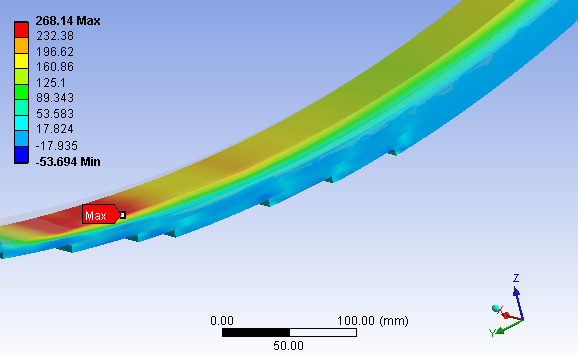 268.14 Max
232.38
196.62
160.86
125.1
89.343
53.583
17.824
-17.935
-53.694 Min
Max
0.00 100.00 (mm)
50.00
Z
X
Y